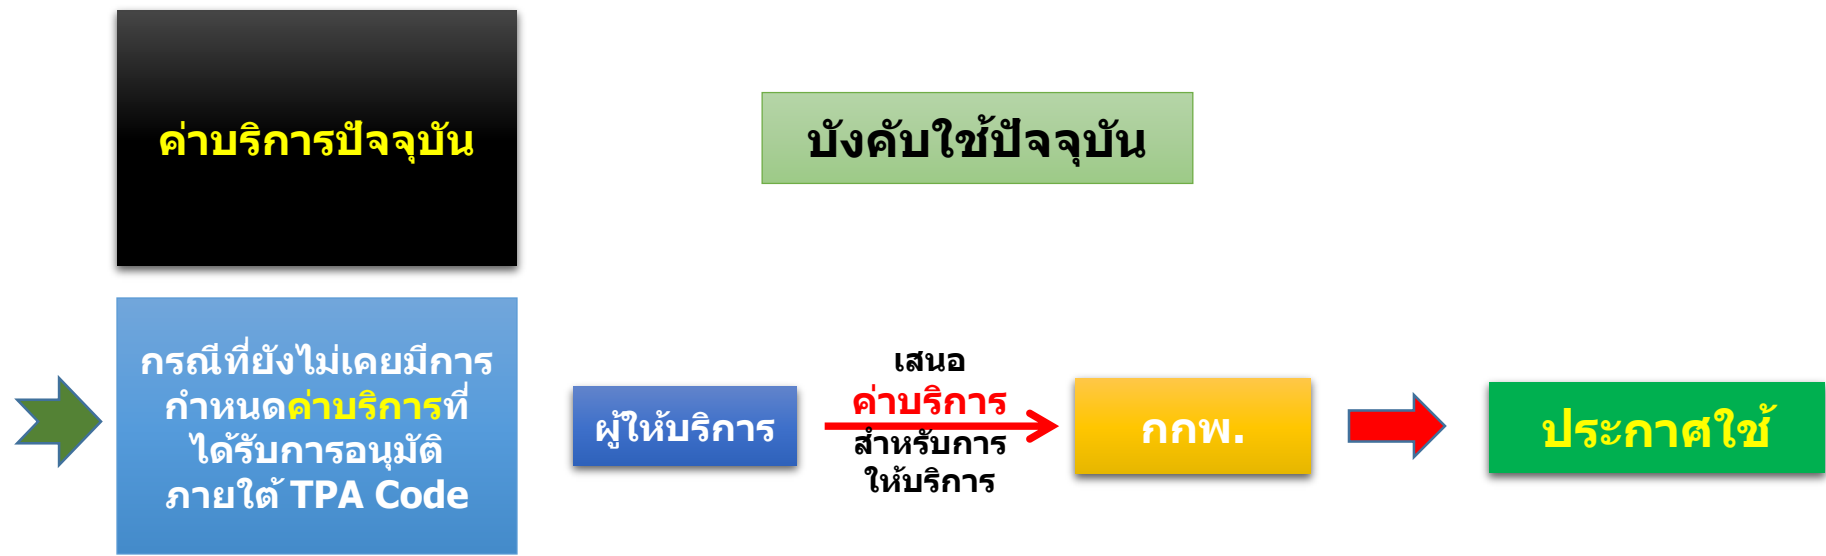 ค่าบริการปัจจุบัน
บังคับใช้ปัจจุบัน
กรณีที่ยังไม่เคยมีการ
กำหนดค่าบริการที่
ได้รับการอนุมัติ
ภายใต้ TPA Code
ผู้ให้บริการ
เสนอ
ค่าบริการ
สำหรับการ
ให้บริการ
กกพ.
ประกาศใช้